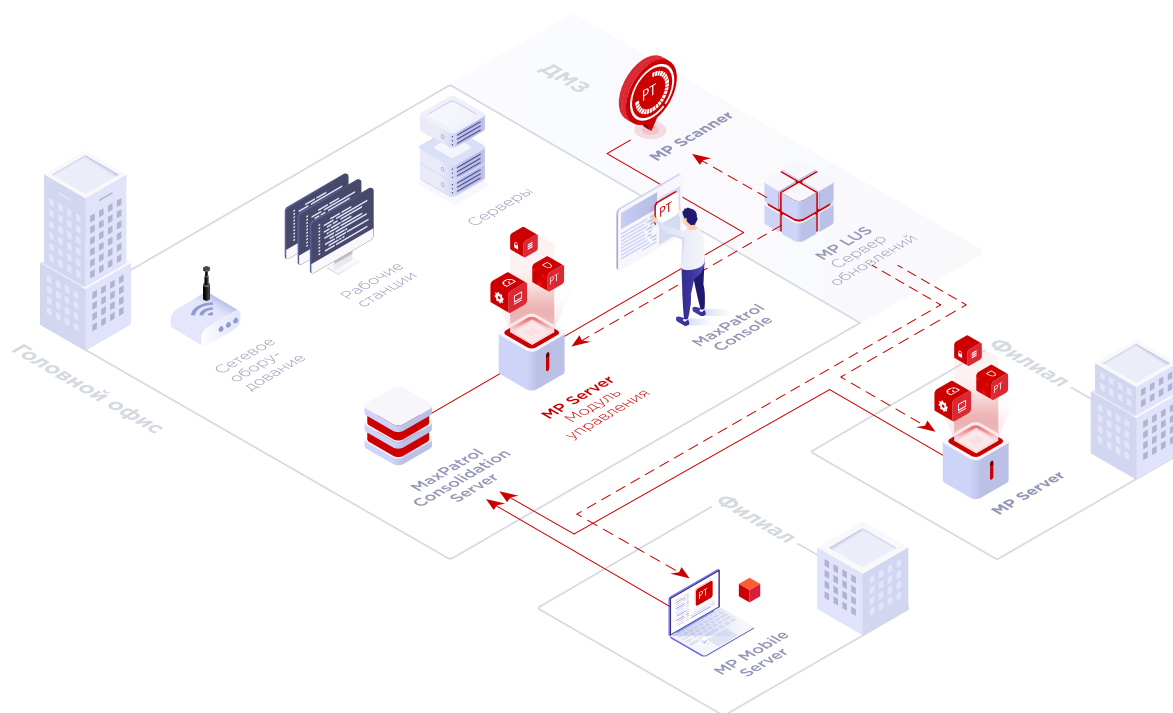 ДМЗ
PT
MP Scanner
Серверы
PT
MP LUS
Сервер
обновлений
Рабочие
станции
PT
MaxPatrol
Console
Сетевое
обору-
дование
Головной офис
MP Server
Модуль
управления
Филиал
PT
MP Server
MaxPatrol
Consolidation
Server
Филиал
PT
MP Mobile
Server